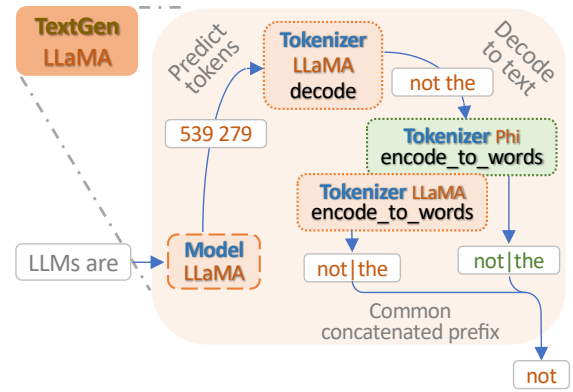 TextGen
LLaMA
Predict
tokens
Tokenizer
LLaMA
decode
Decode
to text
not the
539 279
Tokenizer Phi
encode_to_words
Tokenizer LLaMA
encode_to_words
LLMs are
Model
LLaMA
not|the
not|the
Common
concatenated prefix
not